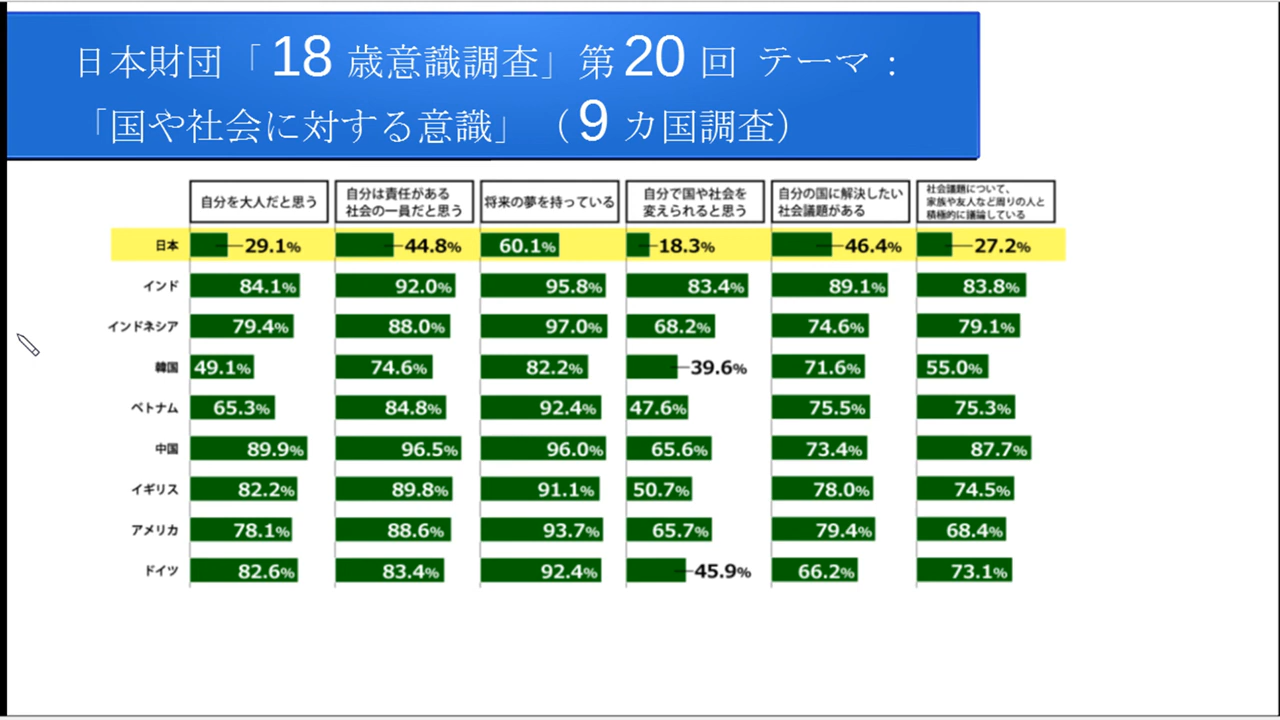 日本財団「18 歳意識調査」第20 回 テーマ：
「国や社会に対する意識」（9 カ国調査）
自分を大人だと思う
自分は責任がある
社会の一員だと思う
将来の夢を持っている
自分で国や社会を
変えられると思う
自分の国に解決したい
社会議題がある
社会議題について、
家族や友人など周りの人と
積極的に議論している
日本 29.1% 44.8% 60.1% 18.3% 46.4% 27.2%
インド 84.1% 92.0% 95.8% 83.4% 89.1% 83.8%
インドネシア 79.4% 88.0% 97.0% 68.2% 74.6% 79.1%
韓国 49.1% 74.6% 82.2% 39.6% 71.6% 55.0%
ベトナム 65.3% 84.8% 92.4% 47.6% 75.5% 75.3%
中国 89.9% 96.5% 96.0% 65.6% 73.4% 87.7%
イギリス 82.2% 89.8% 91.1% 50.7% 78.0% 74.5%
アメリカ 78.1% 88.6% 93.7% 65.7% 79.4% 68.4%
ドイツ 82.6% 83.4% 92.4% 45.9% 66.2% 73.1%